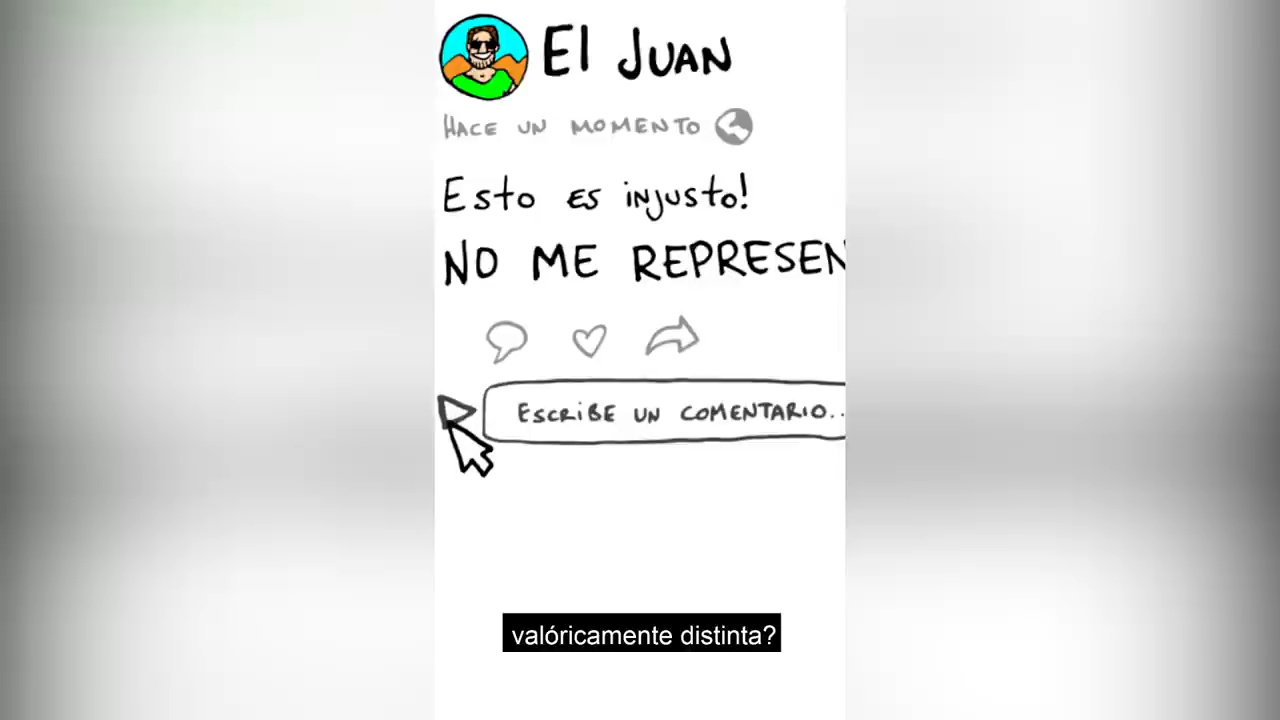 El JUAN
HACE UN MOMENTO
Esto es injusto!
NO ME REPRESEN
ESCRIBE UN COMENTARIO..
valóricamente distinta?